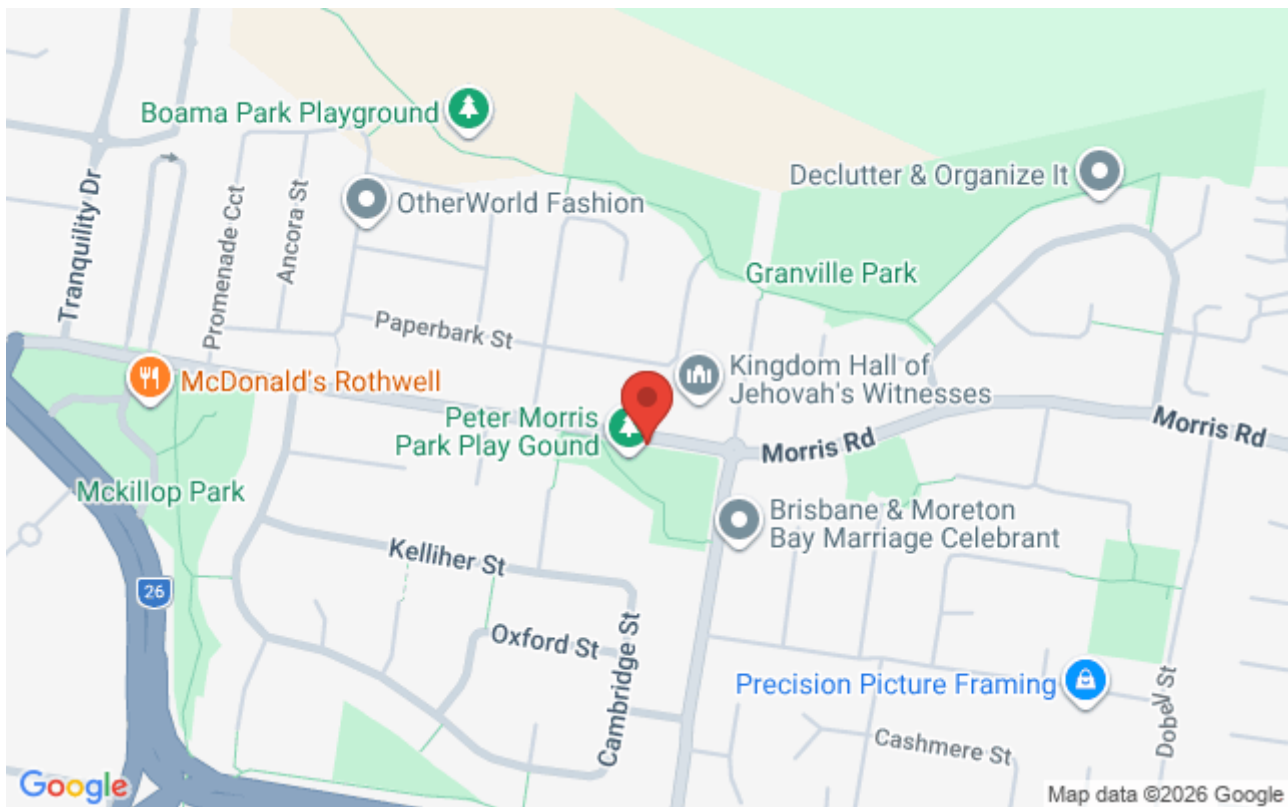 Boama Park Playground
Declutter & Organize It
Tranquility Dr
Promenade Cct
Ancora St
OtherWorld Fashion
Granville Park
Paperbark St
McDonald's Rothwell
Kingdom Hall of
Jehovah's Witnesses
Peter Morris
Park Play Gound
Morris Rd
Morris Rd
Mckillop Park
Brisbane & Moreton
Bay Marriage Celebrant
Kelliher St
26
Oxford St
Cambridge St
Precision Picture Framing
Dobell St
Cashmere St
Google
Map data ©2026 Google